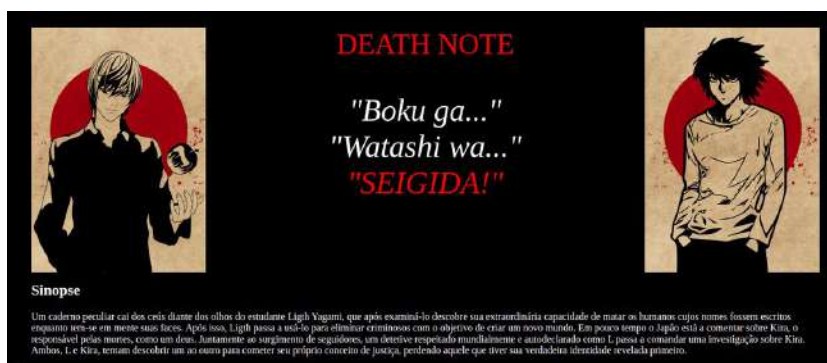 DEATH NOTE
"Boku ga..."
"Watashi wa..."
"SEIGIDA!"
Sinopse
Um caderno peculiar cai dos ceús diante dos olhos do estudante Ligth Yagami, que após examiná-lo descobre sua extraordinária capacidade de matar os humanos cujos nomes fossem escritos
enquanto tem-se em mente suas faces. Após isso, Ligth passa a usá-lo para eliminar criminosos com o objetivo de criar um novo mundo. Em pouco tempo o Japão está a comentar sobre Kira, o
responsável pelas mortes, como um deus. Juntamente ao surgimento de seguidores, um detetive respeitado mundialmente e autodeclarado como L passa a comandar uma investigação sobre Kira.
Ambos, L e Kira, tentam descobrir um ao outro para cometer seu próprio conceito de justiça, perdendo aquele que tiver sua verdadeira identidade revelada primeiro.